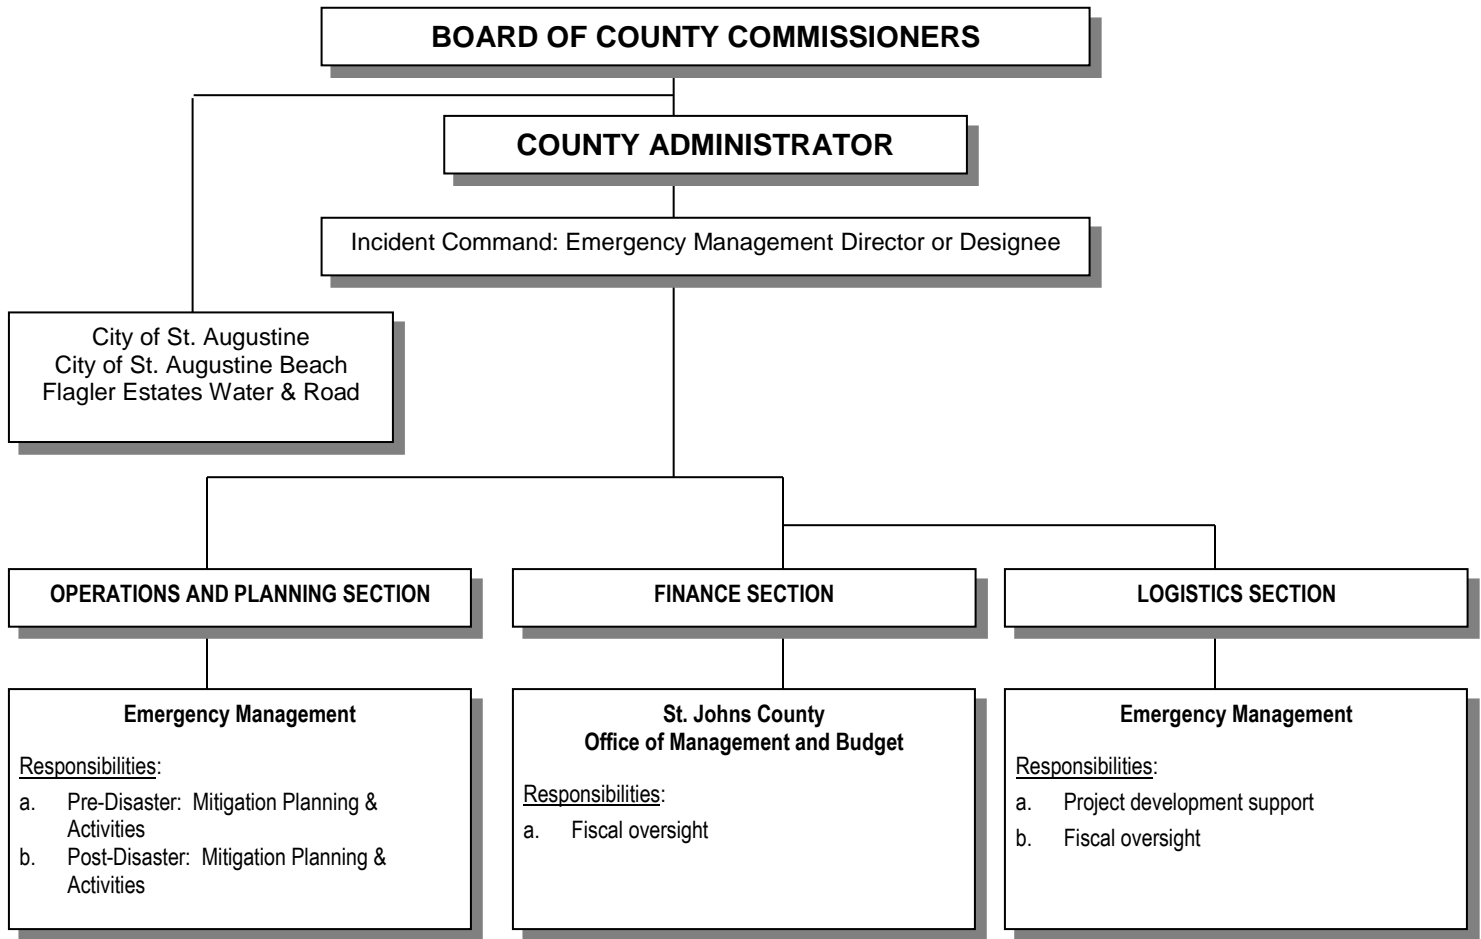 BOARD OF COUNTY COMMISSIONERS
COUNTY ADMINISTRATOR
Incident Command: Emergency Management Director or Designee
City of St. Augustine
City of St. Augustine Beach
Flagler Estates Water & Road
OPERATIONS AND PLANNING SECTION
Emergency Management
Responsibilities:
a. Pre-Disaster: Mitigation Planning &
Activities
b. Post-Disaster: Mitigation Planning &
Activities
FINANCE SECTION
St. Johns County
Office of Management and Budget
Responsibilities:
a. Fiscal oversight
LOGISTICS SECTION
Emergency Management
Responsibilities:
a. Project development support
b. Fiscal oversight